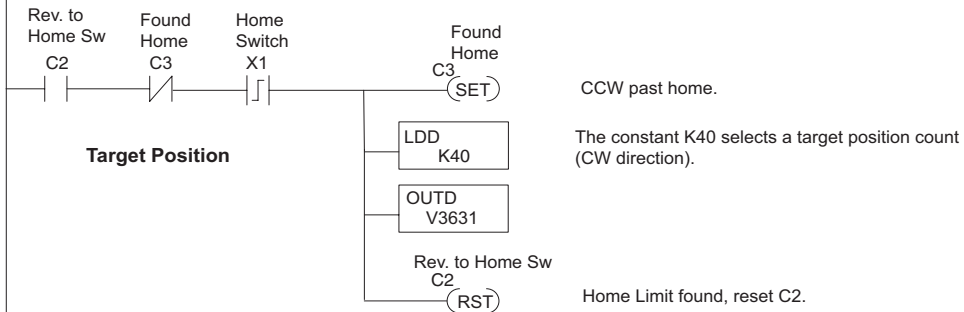 Rev. to
Home Sw
C2
Found
Home
C3
Home
Switch
X1
Found
Home
C3
SET
CCW past home.
Target Position
LDD
K40
The constant K40 selects a target position count
(CW direction).
OUTD
V3631
Rev. to Home Sw
C2
RST
Home Limit found, reset C2.